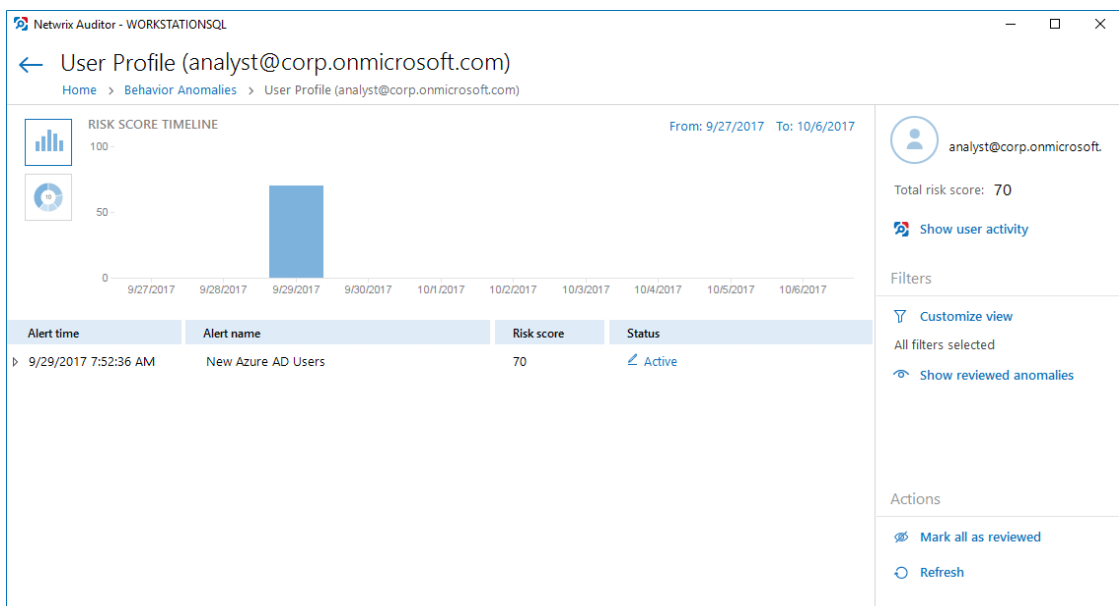 Netwrix Auditor - WORKSTATIONSQL
User Profile (analyst@corp.onmicrosoft.com)
Home > Behavior Anomalies > User Profile (analyst@corp.onmicrosoft.com)
RISK SCORE TIMELINE
From: 9/27/2017 To: 10/6/2017
100
50
0
9/27/2017 9/28/2017 9/29/2017 9/30/2017 10/1/2017 10/2/2017 10/3/2017 10/4/2017 10/5/2017 10/6/2017
10
Alert time Alert name Risk score Status
9/29/2017 7:52:36 AM New Azure AD Users 70 Active
analyst@corp.onmicrosoft.
Total risk score: 70
Show user activity
Filters
Customize view
All filters selected
Show reviewed anomalies
Actions
Mark all as reviewed
Refresh